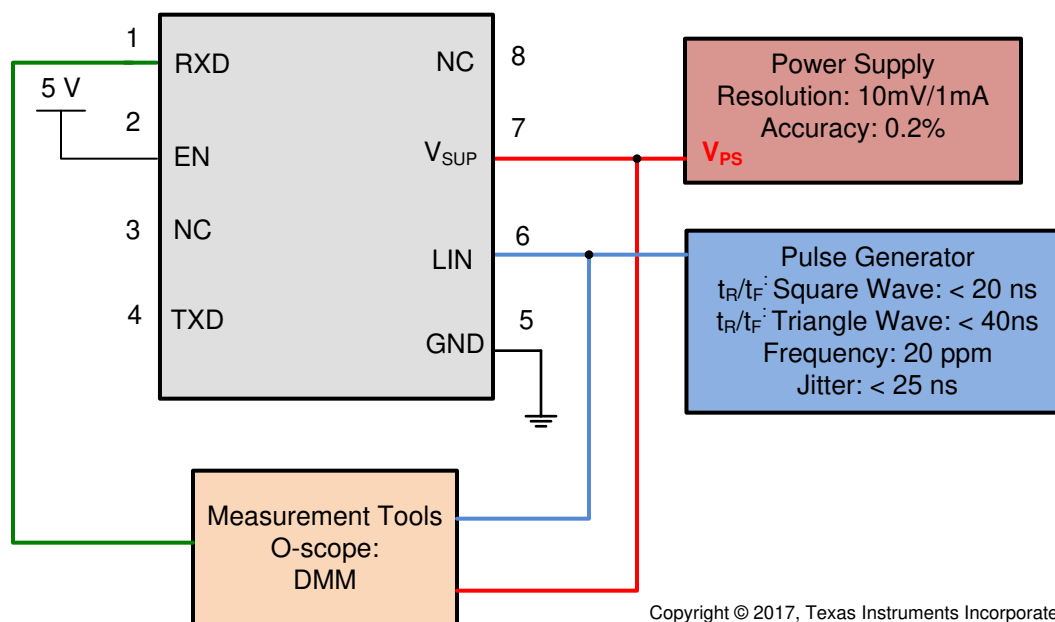 1
RXD
NC
8
5 V
2
EN
VSUP
7
3
NC
LIN
6
4
TXD
GND
5
Power Supply
Resolution: 10mV/1mA
Accuracy: 0.2%
VPS
Pulse Generator
tR/tF: Square Wave: < 20 ns
tR/tF: Triangle Wave: < 40ns
Frequency: 20 ppm
Jitter: < 25 ns
Measurement Tools
O-scope:
DMM
Copyright © 2017, Texas Instruments Incorporate